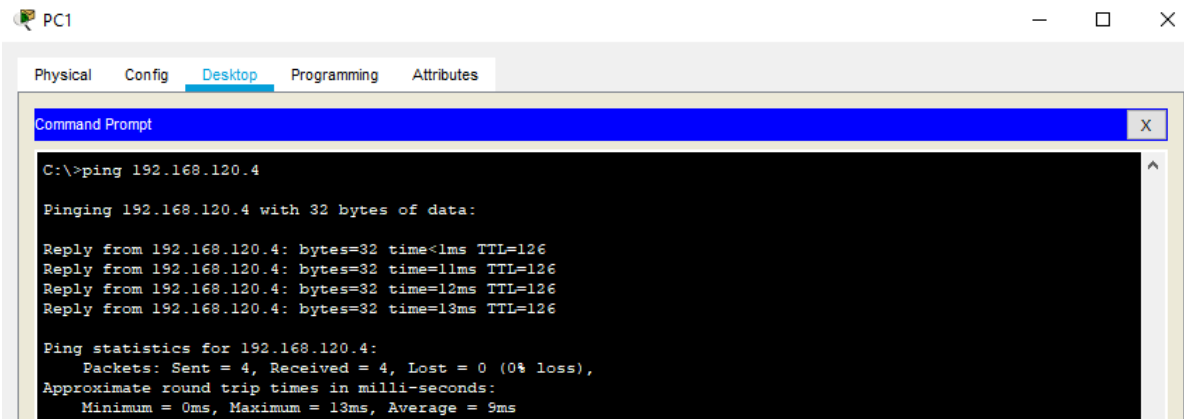 PC1
Physical Config Desktop Programming Attributes
Command Prompt
X
C:\>ping 192.168.120.4
Pinging 192.168.120.4 with 32 bytes of data:
Reply from 192.168.120.4: bytes=32 time<1ms TTL=126
Reply from 192.168.120.4: bytes=32 time=11ms TTL=126
Reply from 192.168.120.4: bytes=32 time=12ms TTL=126
Reply from 192.168.120.4: bytes=32 time=13ms TTL=126
Ping statistics for 192.168.120.4:
Packets: Sent = 4, Received = 4, Lost = 0 (0% loss),
Approximate round trip times in milli-seconds:
Minimum = 0ms, Maximum = 13ms, Average = 9ms